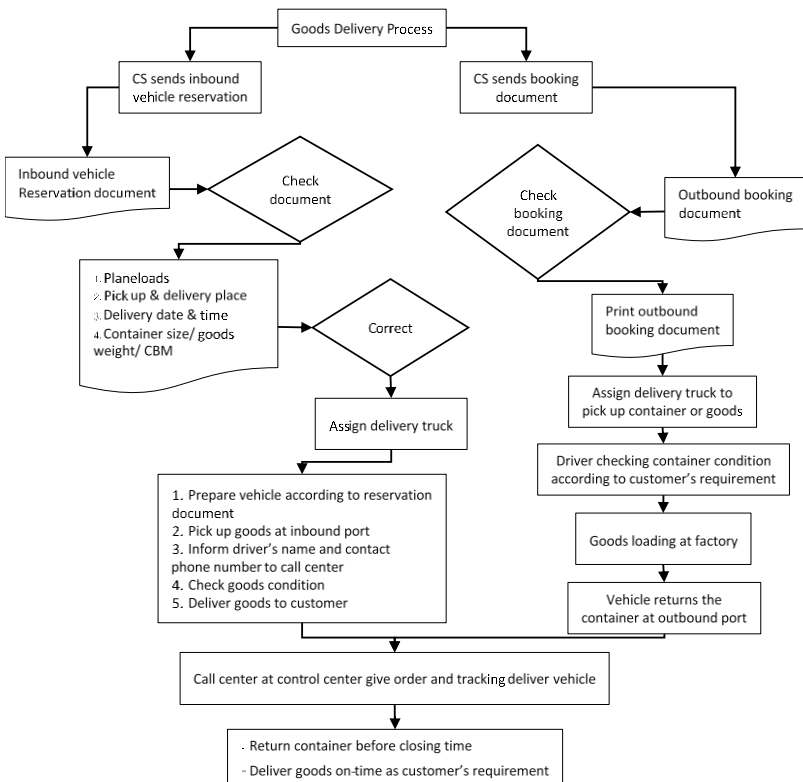 Goods Delivery Process
CS sends inbound
vehicle reservation
CS sends booking
document
Inbound vehicle
Reservation document
Check
document
Check
booking
document
Outbound booking
document
1. Planeloads
2. Pick up & delivery place
3. Delivery date & time
4. Container size/ goods
weight/ CBM
Correct
Print outbound
booking document
Assign delivery truck
Assign delivery truck to
pick up container or goods
Driver checking container condition
according to customer's requirement
1. Prepare vehicle according to reservation
document
2. Pick up goods at inbound port
3. Inform driver's name and contact
phone number to call center
4. Check goods condition
5. Deliver goods to customer
Goods loading at factory
Vehicle returns the
container at outbound port
Call center at control center give order and tracking deliver vehicle
- Return container before closing time
- Deliver goods on-time as customer's requirement